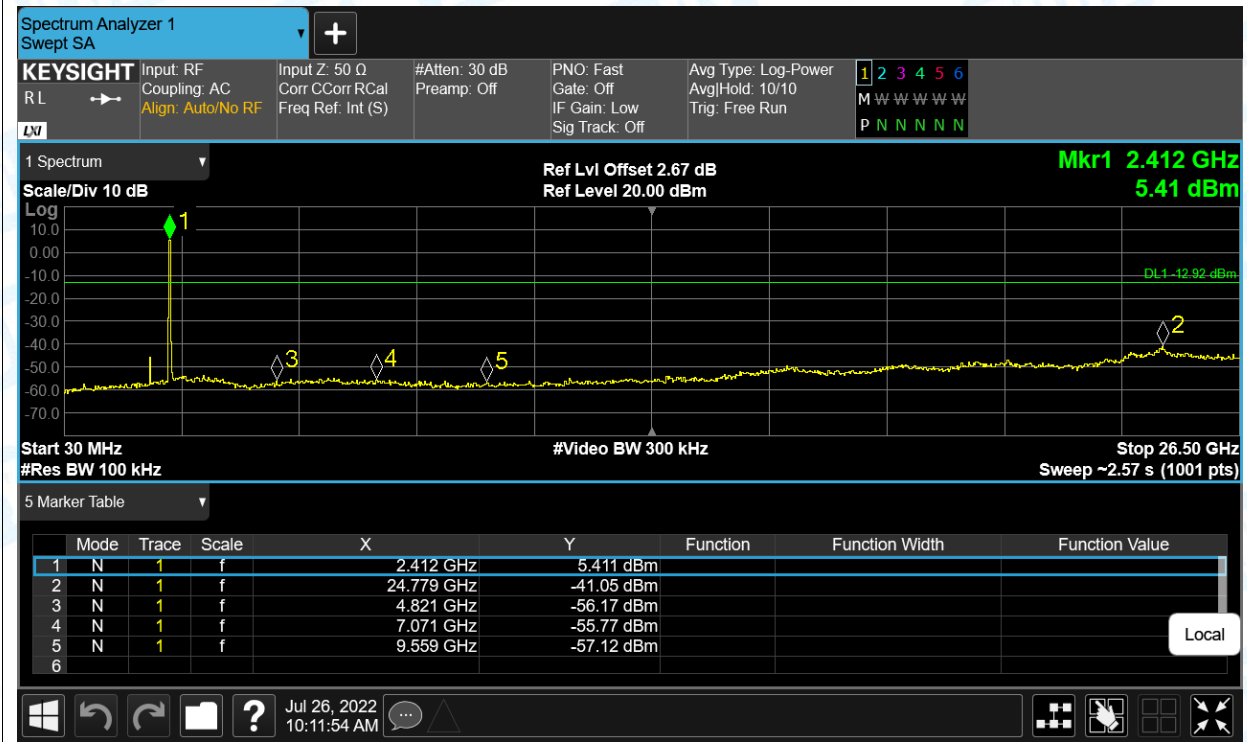 Spectrum Analyzer 1
Swept SA
KEYSIGHT
R L
LXI
Input: RF
Coupling: AC
Align: Auto/No RF
Input Z: 50 Ω
Corr CCorr RCal
Freq Ref: Int (S)
#Atten: 30 dB
Preamp: Off
PNO: Fast
Gate: Off
IF Gain: Low
Sig Track: Off
Avg Type: Log-Power
Avg|Hold: 10/10
Trig: Free Run
1 2 3 4 5 6
M W W W W W
P N N N N N
1 Spectrum
Scale/Div 10 dB
Ref Lvl Offset 2.67 dB
Ref Level 20.00 dBm
Mkr1 2.412 GHz
5.41 dBm
Log
10.0
0.00
-10.0
-20.0
-30.0
-40.0
-50.0
-60.0
-70.0
1
DL1 -12.92 dBm
2
3
4
5
Start 30 MHz
#Res BW 100 kHz
#Video BW 300 kHz
Stop 26.50 GHz
Sweep ~2.57 s (1001 pts)
5 Marker Table
Mode Trace Scale X Y Function Function Width Function Value
1 N 1 f 2.412 GHz 5.411 dBm
2 N 1 f 24.779 GHz -41.05 dBm
3 N 1 f 4.821 GHz -56.17 dBm
4 N 1 f 7.071 GHz -55.77 dBm
5 N 1 f 9.559 GHz -57.12 dBm
6
Local
?
Jul 26, 2022
10:11:54 AM